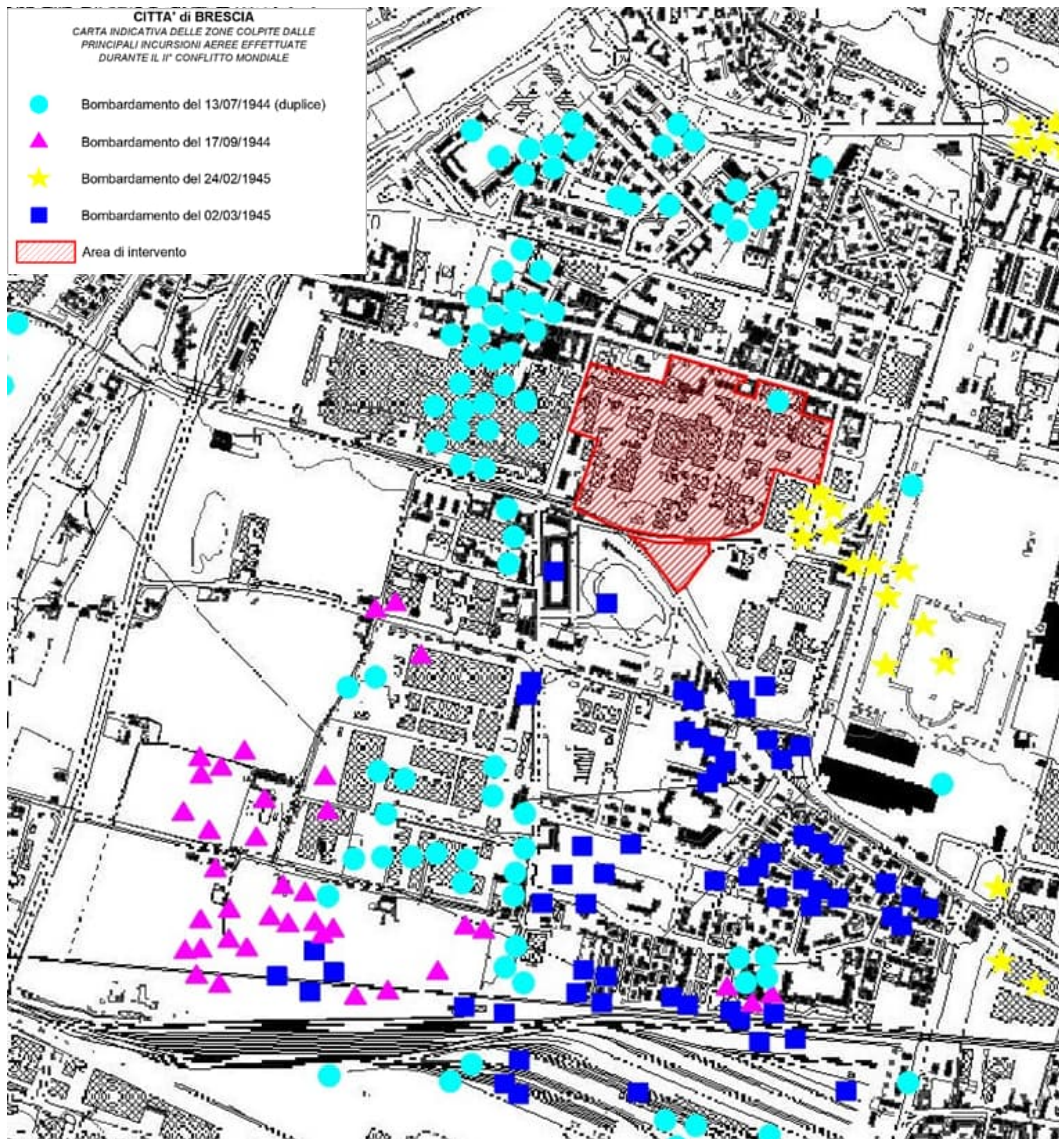 CITTA' di BRESCIA
CARTA INDICATIVA DELLE ZONE COLPITE DALLE
PRINCIPALI INCURSIONI AEREE EFFETTUATE
DURANTE IL II° CONFLITTO MONDIALE
Bombardamento del 13/07/1944 (duplice)
Bombardamento del 17/09/1944
Bombardamento del 24/02/1945
Bombardamento del 02/03/1945
Area di intervento